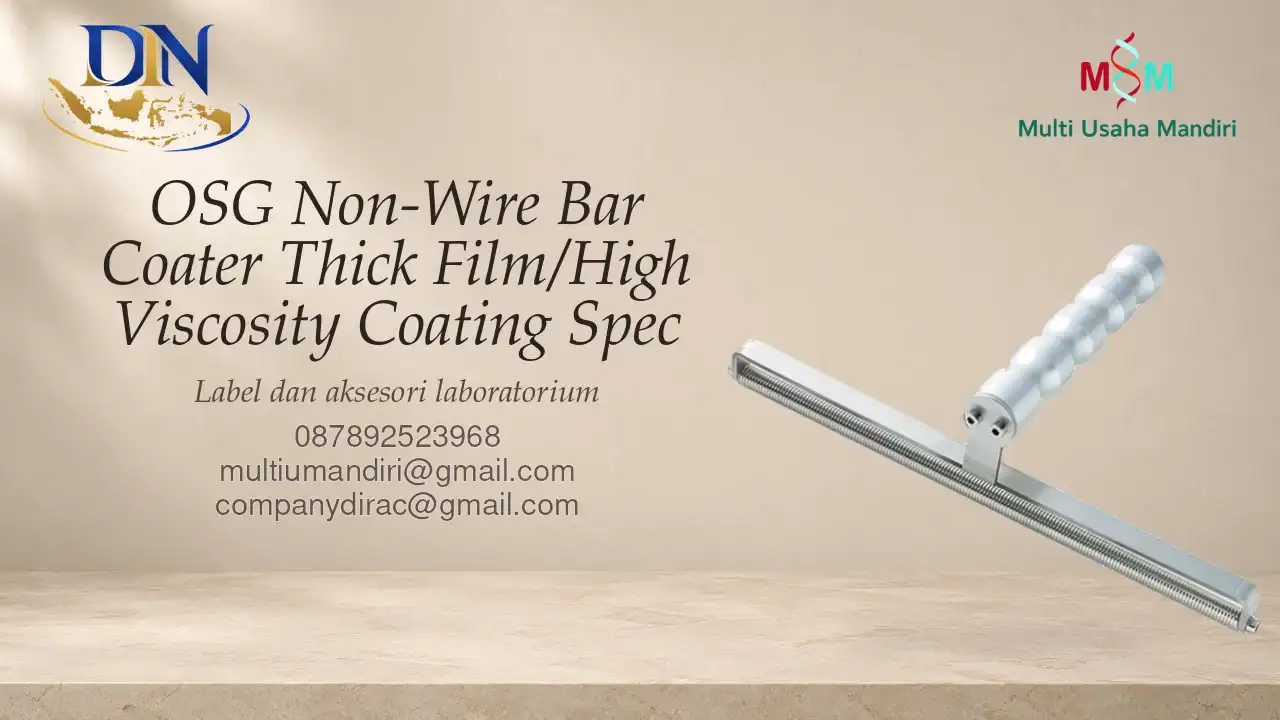 DIN
MSM
Multi Usaha Mandiri
OSG Non-Wire Bar
Coater Thick Film/High
Viscosity Coating Spec
Label dan aksesori laboratorium
087892523968
multiumandiri@gmail.com
companydirac@gmail.com